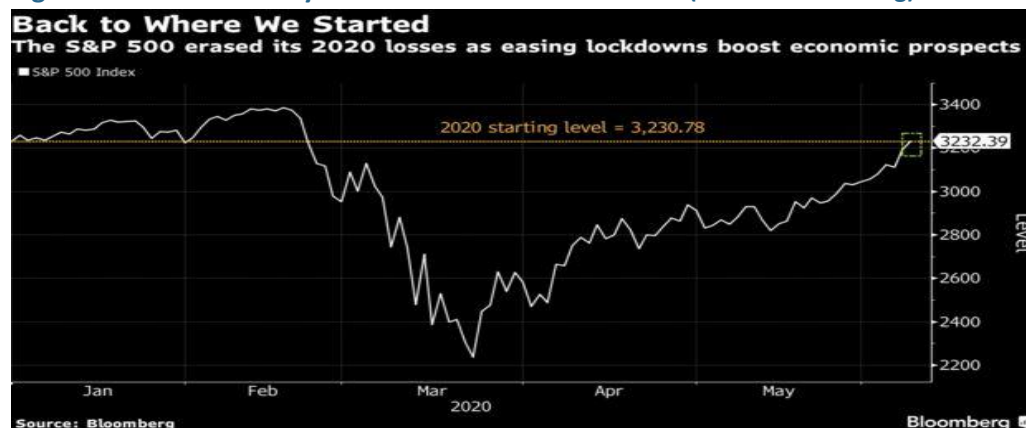 Back to Where We Started
The S&P 500 erased its 2020 losses as easing lockdowns boost economic prospects
S&P 500 Index
2020 starting level = 3,230.78
3400
3232.39
3200
3000
2800
2600
2400
2200
Level
Jan Feb Mar Apr May
2020
Source: Bloomberg Bloomberg